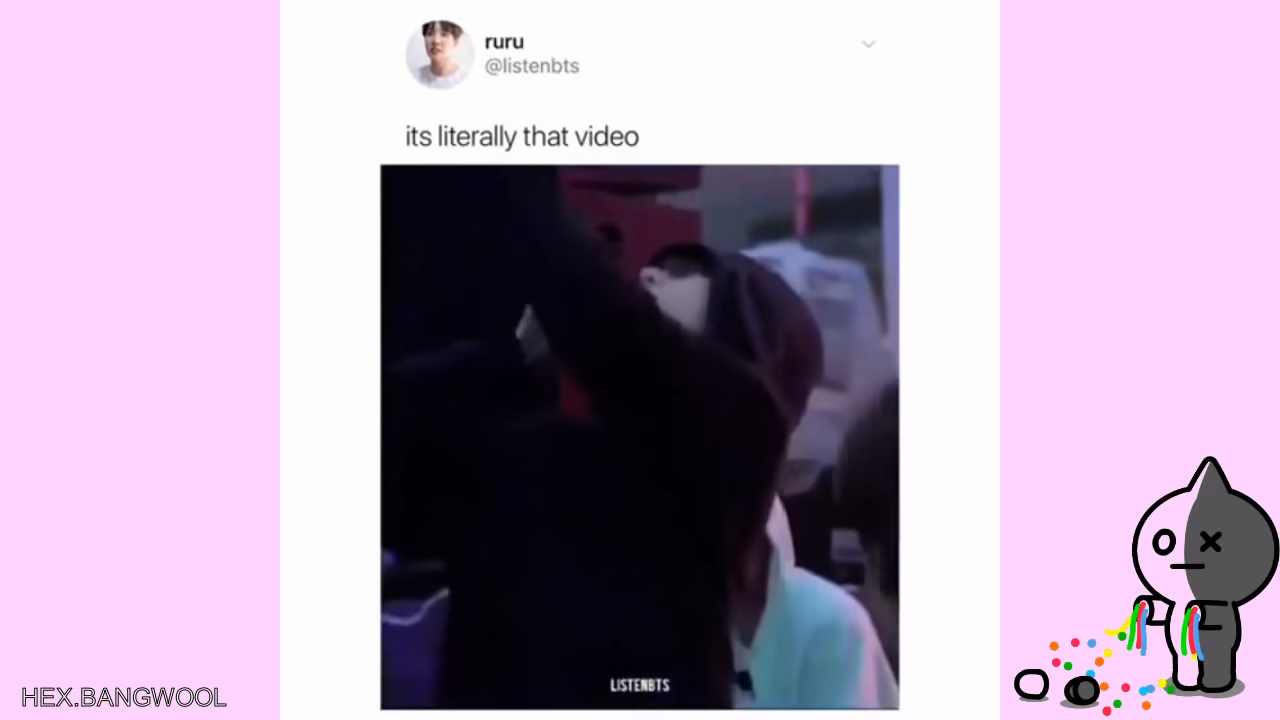 ruru
@listenbts
its literally that video
LISTENBTS
HEX.BANGWOOL